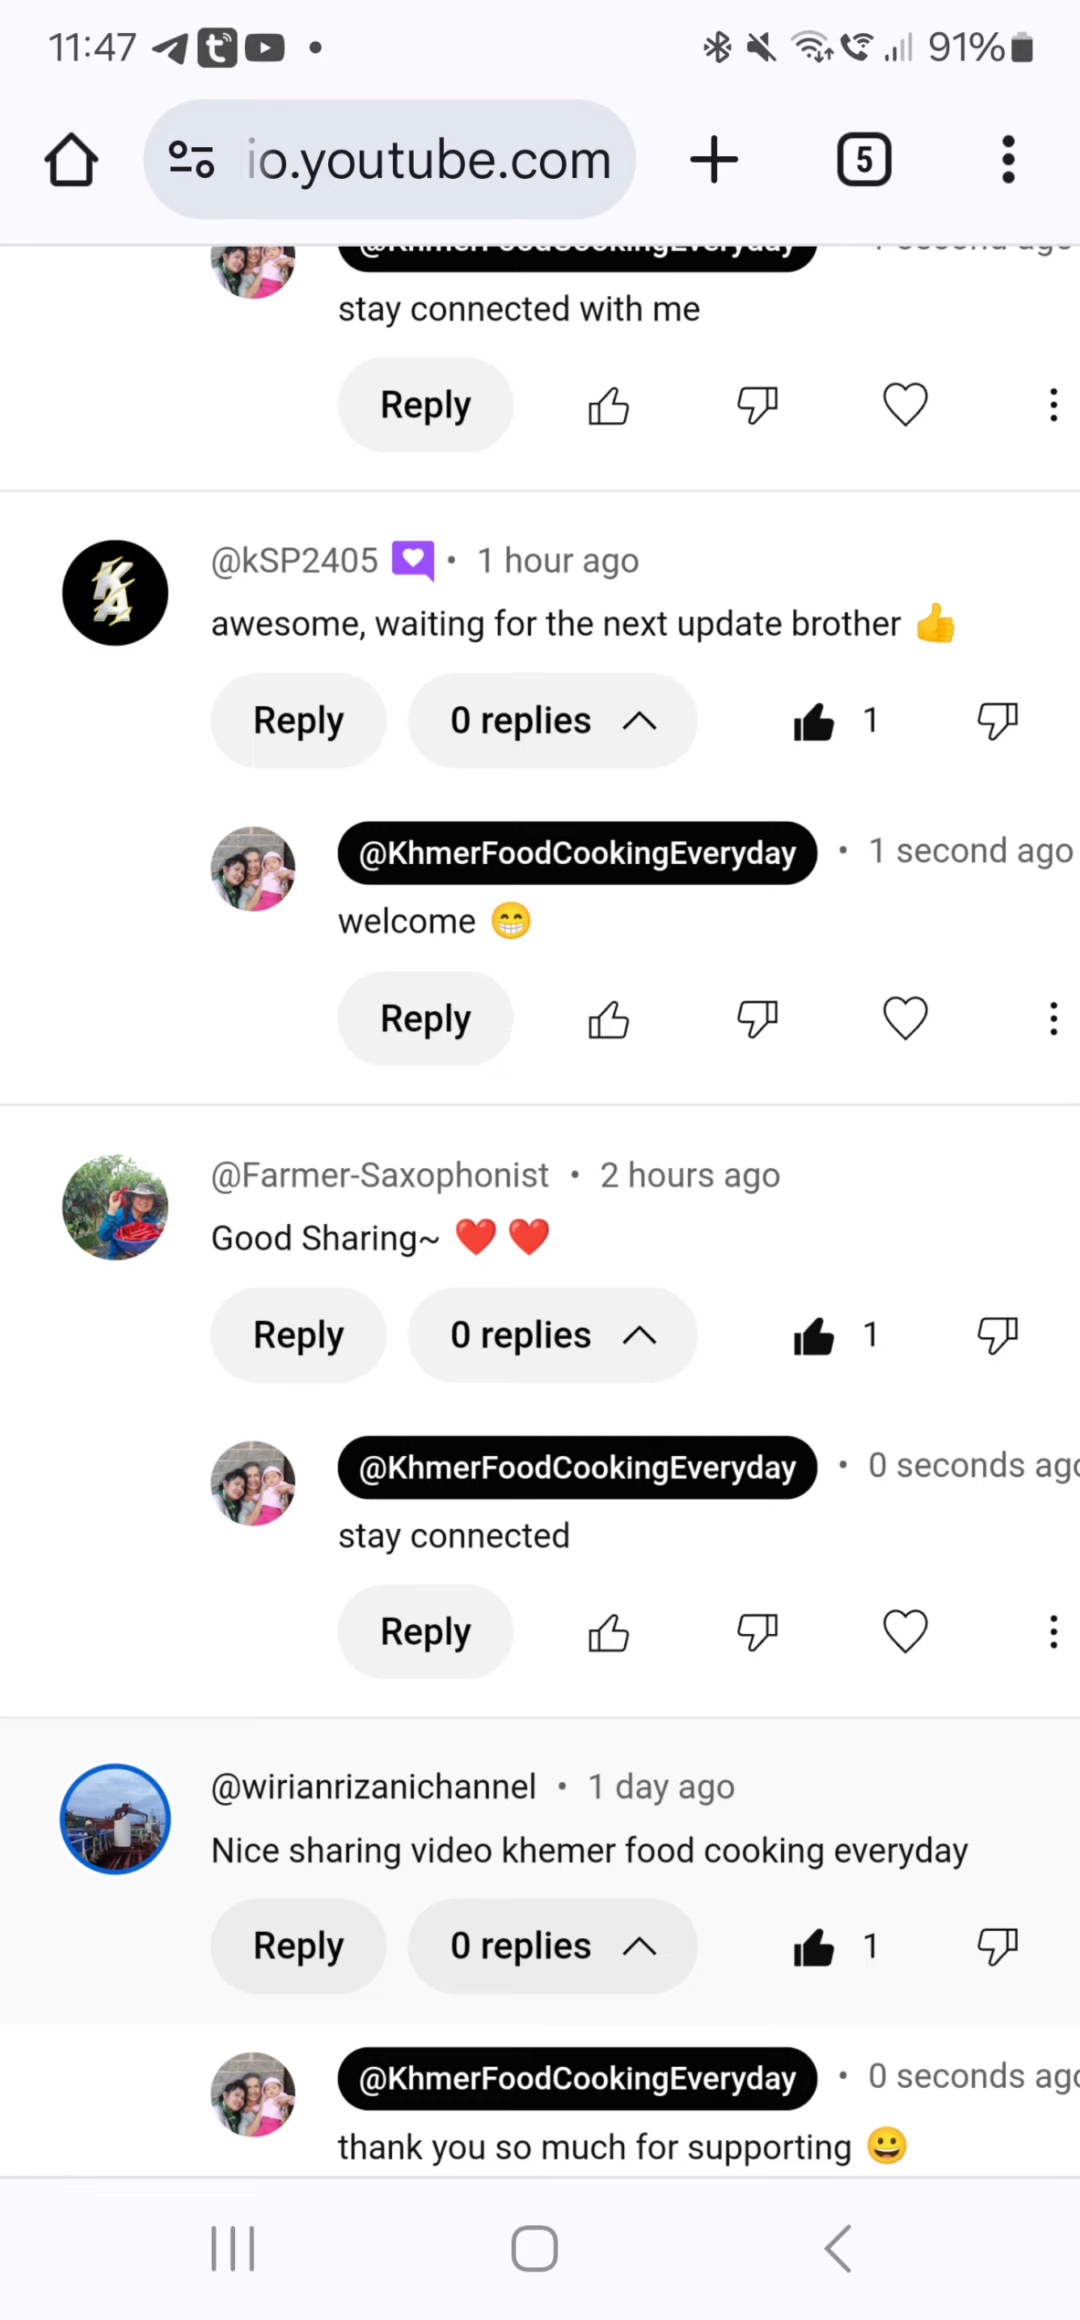 11:47
91%
io.youtube.com
5
@KhmerFoodCookingEveryday
stay connected with me
Reply
@kSP2405 • 1 hour ago
awesome, waiting for the next update brother 👍
Reply 0 replies 1
@KhmerFoodCookingEveryday • 1 second ago
welcome 😁
Reply
@Farmer-Saxophonist • 2 hours ago
Good Sharing~ ❤️ ❤️
Reply 0 replies 1
@KhmerFoodCookingEveryday • 0 seconds ago
stay connected
Reply
@wirianrizanichannel • 1 day ago
Nice sharing video khemer food cooking everyday
Reply 0 replies 1
@KhmerFoodCookingEveryday • 0 seconds ago
thank you so much for supporting 😀